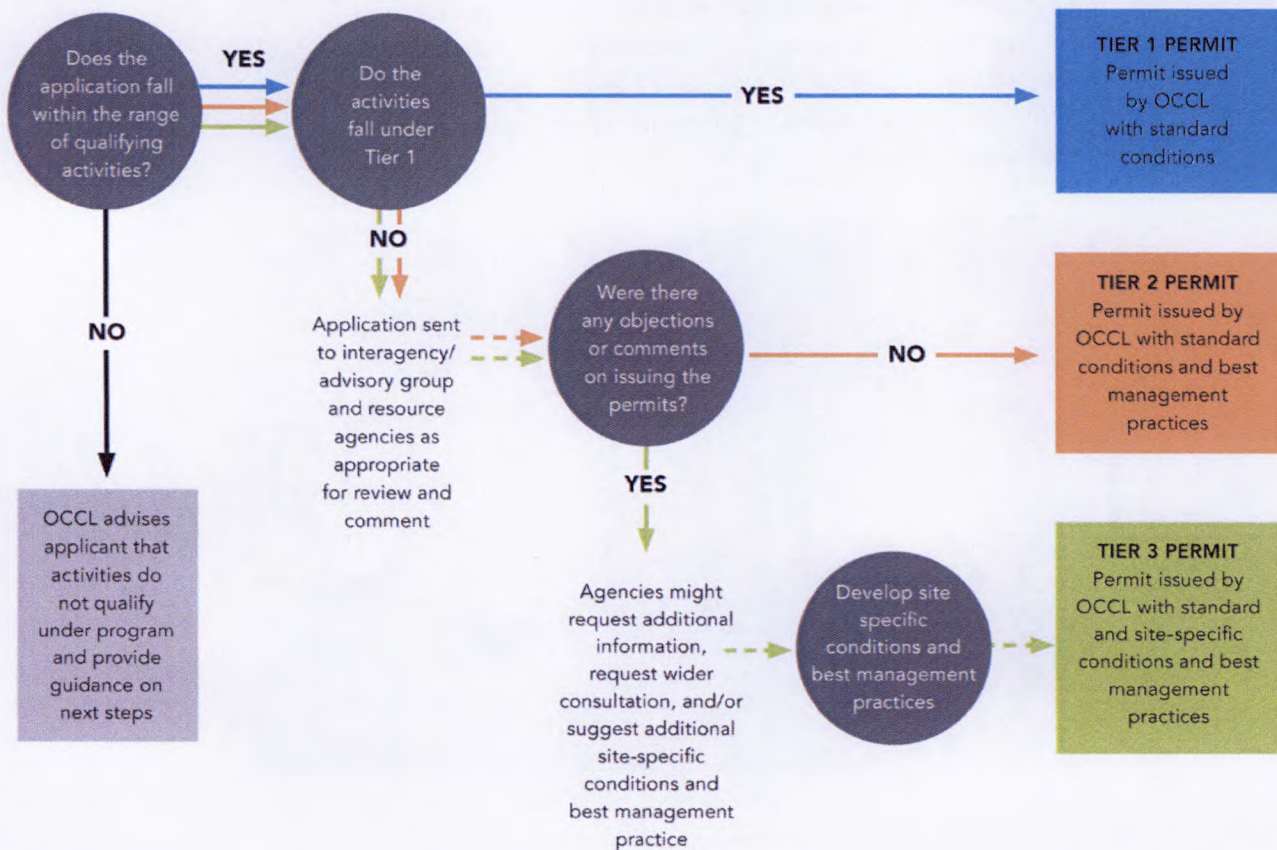 Does the
application fall
within the range
of qualifying
activities?
YES
Do the
activities
fall under
Tier 1
YES
TIER 1 PERMIT
Permit issued
by OCCL
with standard
conditions
NO
NO
Application sent
to interagency/
advisory group
and resource
agencies as
appropriate
for review and
comment
Were there
any objections
or comments
on issuing the
permits?
NO
TIER 2 PERMIT
Permit issued by
OCCL with standard
conditions and best
management
practices
YES
OCCL advises
applicant that
activities do
not qualify
under program
and provide
guidance on
next steps
Agencies might
request additional
information,
request wider
consultation, and/or
suggest additional
site-specific
conditions and
best management
practice
Develop site
specific
conditions and
best management
practices
TIER 3 PERMIT
Permit issued by
OCCL with standard
and site-specific
conditions and best
management
practices